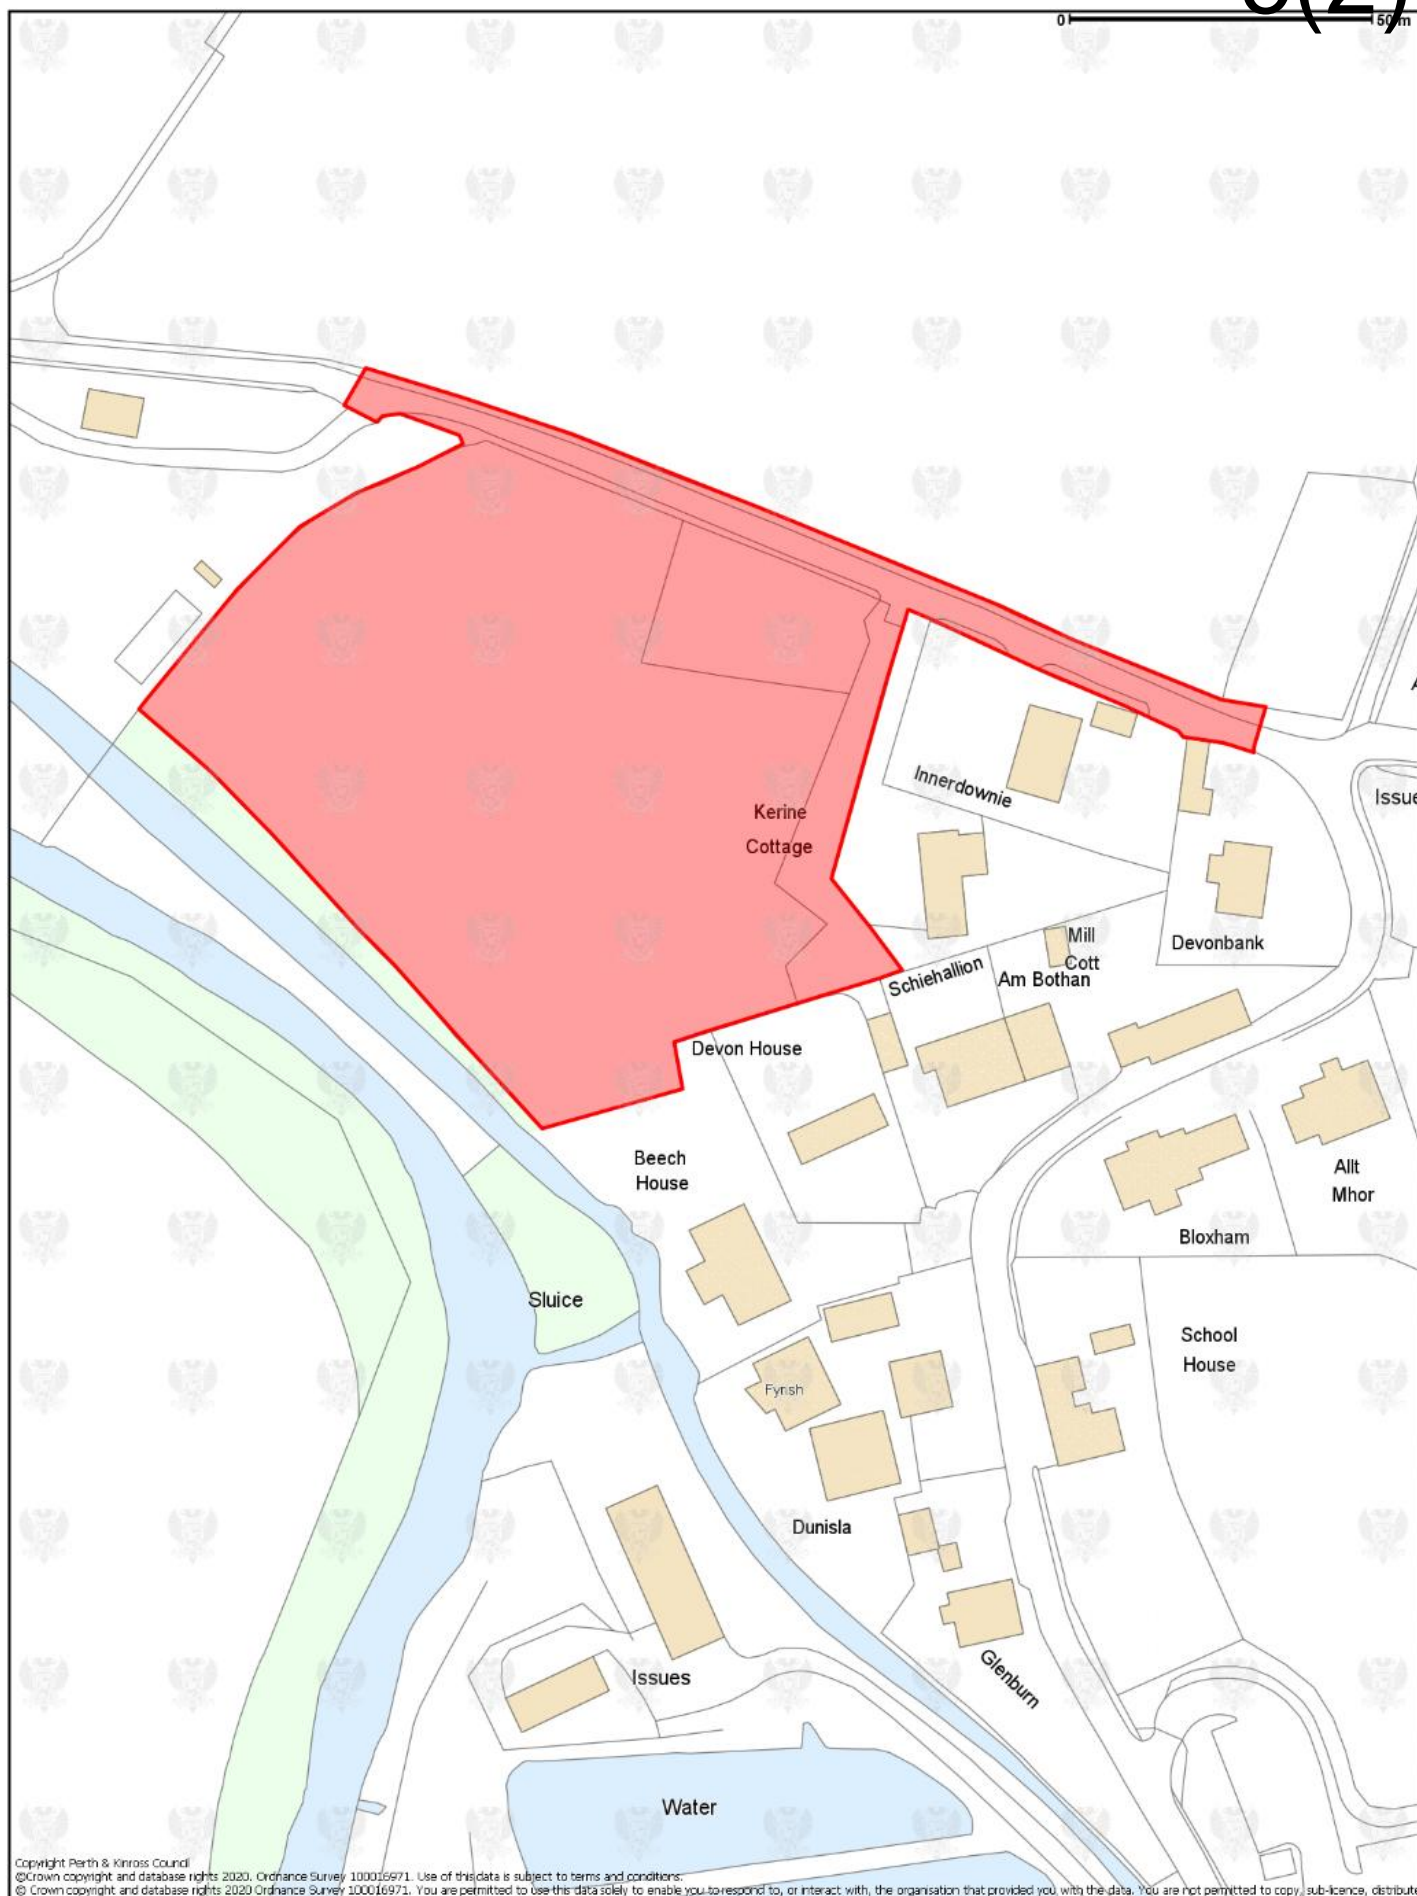 0
50 m
Innerdownie
Issue
Kerine
Cottage
Mill
Cott
Devonbank
Schiehallion
Am Bothan
Devon House
Beech
House
Allt
Mhor
Bloxham
Sluice
School
House
Fyrish
Dunisla
Glenburn
Issues
Water
Copyright Perth & Kinross Council
©Crown copyright and database rights 2020. Ordnance Survey 100016971. Use of this data is subject to terms and conditions.
© Crown copyright and database rights 2020 Ordnance Survey 100016971. You are permitted to use this data solely to enable you to respond to, or interact with, the organisation that provided you with the data. You are not permitted to copy, sub-licence, distribute